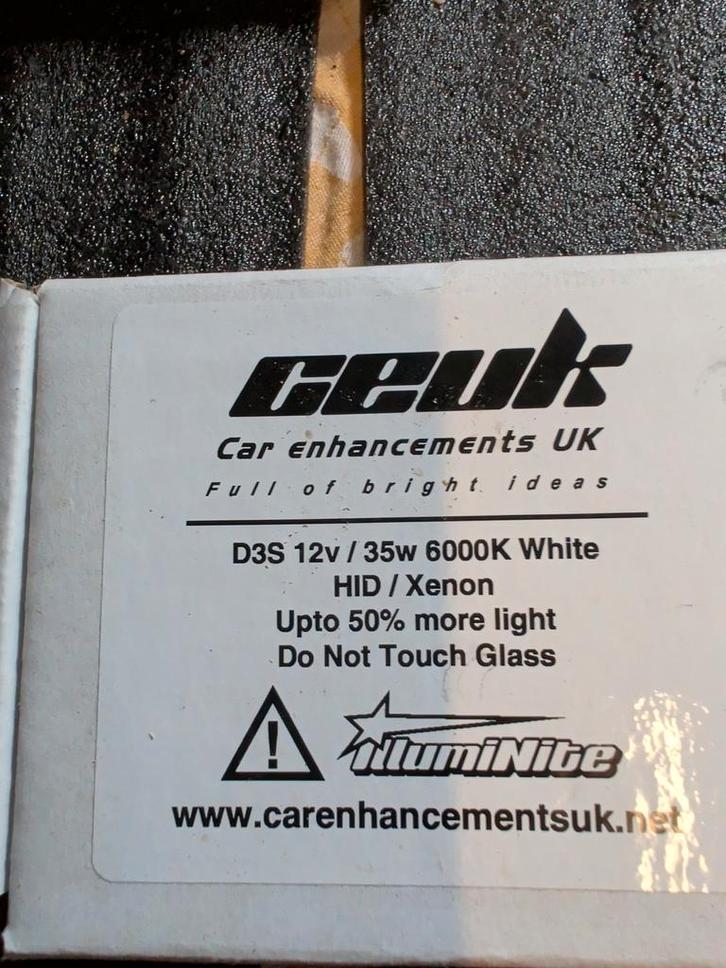 ceuk
Car enhancements UK
Full of bright ideas
D3S 12v / 35w 6000K White
HID / Xenon
Upto 50% more light
Do Not Touch Glass
!
illumiNite
www.carenhancementsuk.net